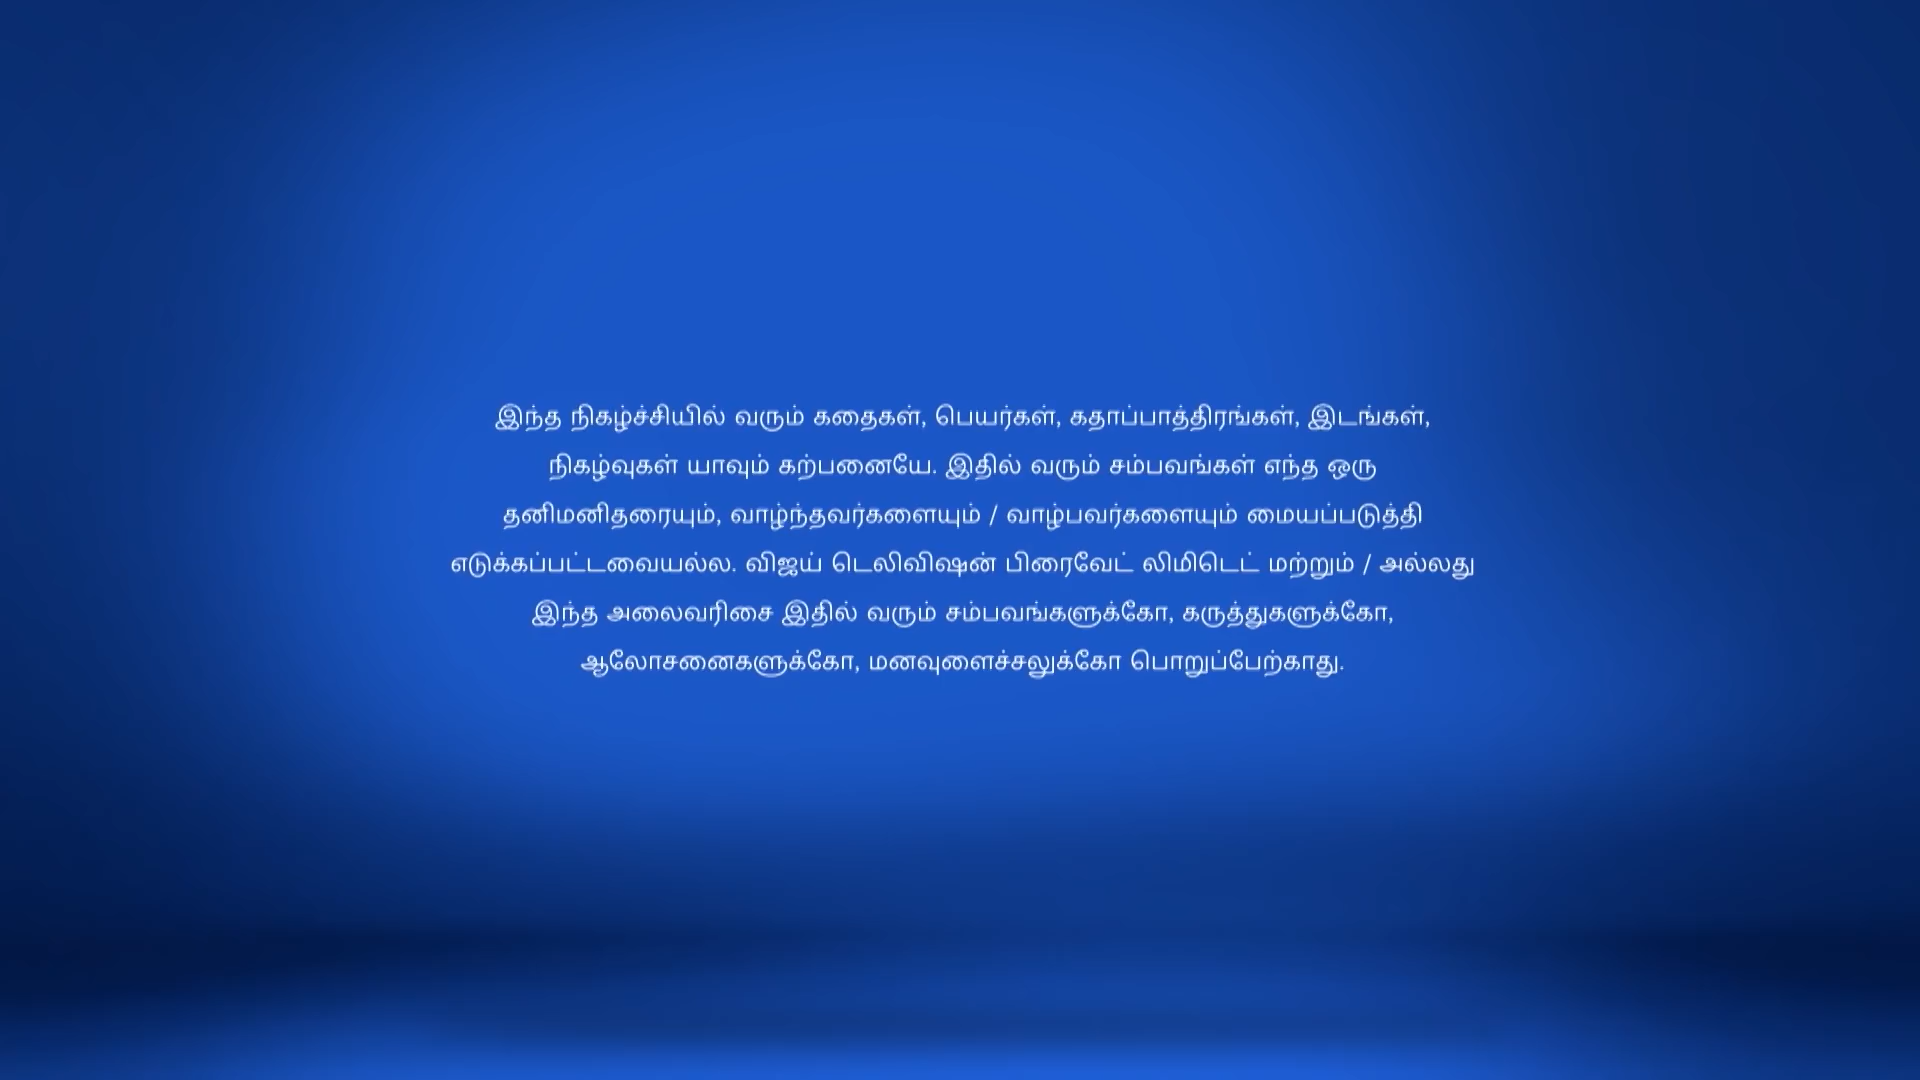 இந்த நிகழ்ச்சியில் வரும் கதைகள், பெயர்கள், கதாப்பாத்திரங்கள், இடங்கள்,
நிகழ்வுகள் யாவும் கற்பனையே. இதில் வரும் சம்பவங்கள் எந்த ஒரு
தனிமனிதரையும், வாழ்ந்தவர்களையும் / வாழ்பவர்களையும் மையப்படுத்தி
எடுக்கப்பட்டவையல்ல. விஜய் டெலிவிஷன் பிரைவேட் லிமிடெட் மற்றும் / அல்லது
இந்த அலைவரிசை இதில் வரும் சம்பவங்களுக்கோ, கருத்துகளுக்கோ,
ஆலோசனைகளுக்கோ, மனவுளைச்சலுக்கோ பொறுப்பேற்காது.